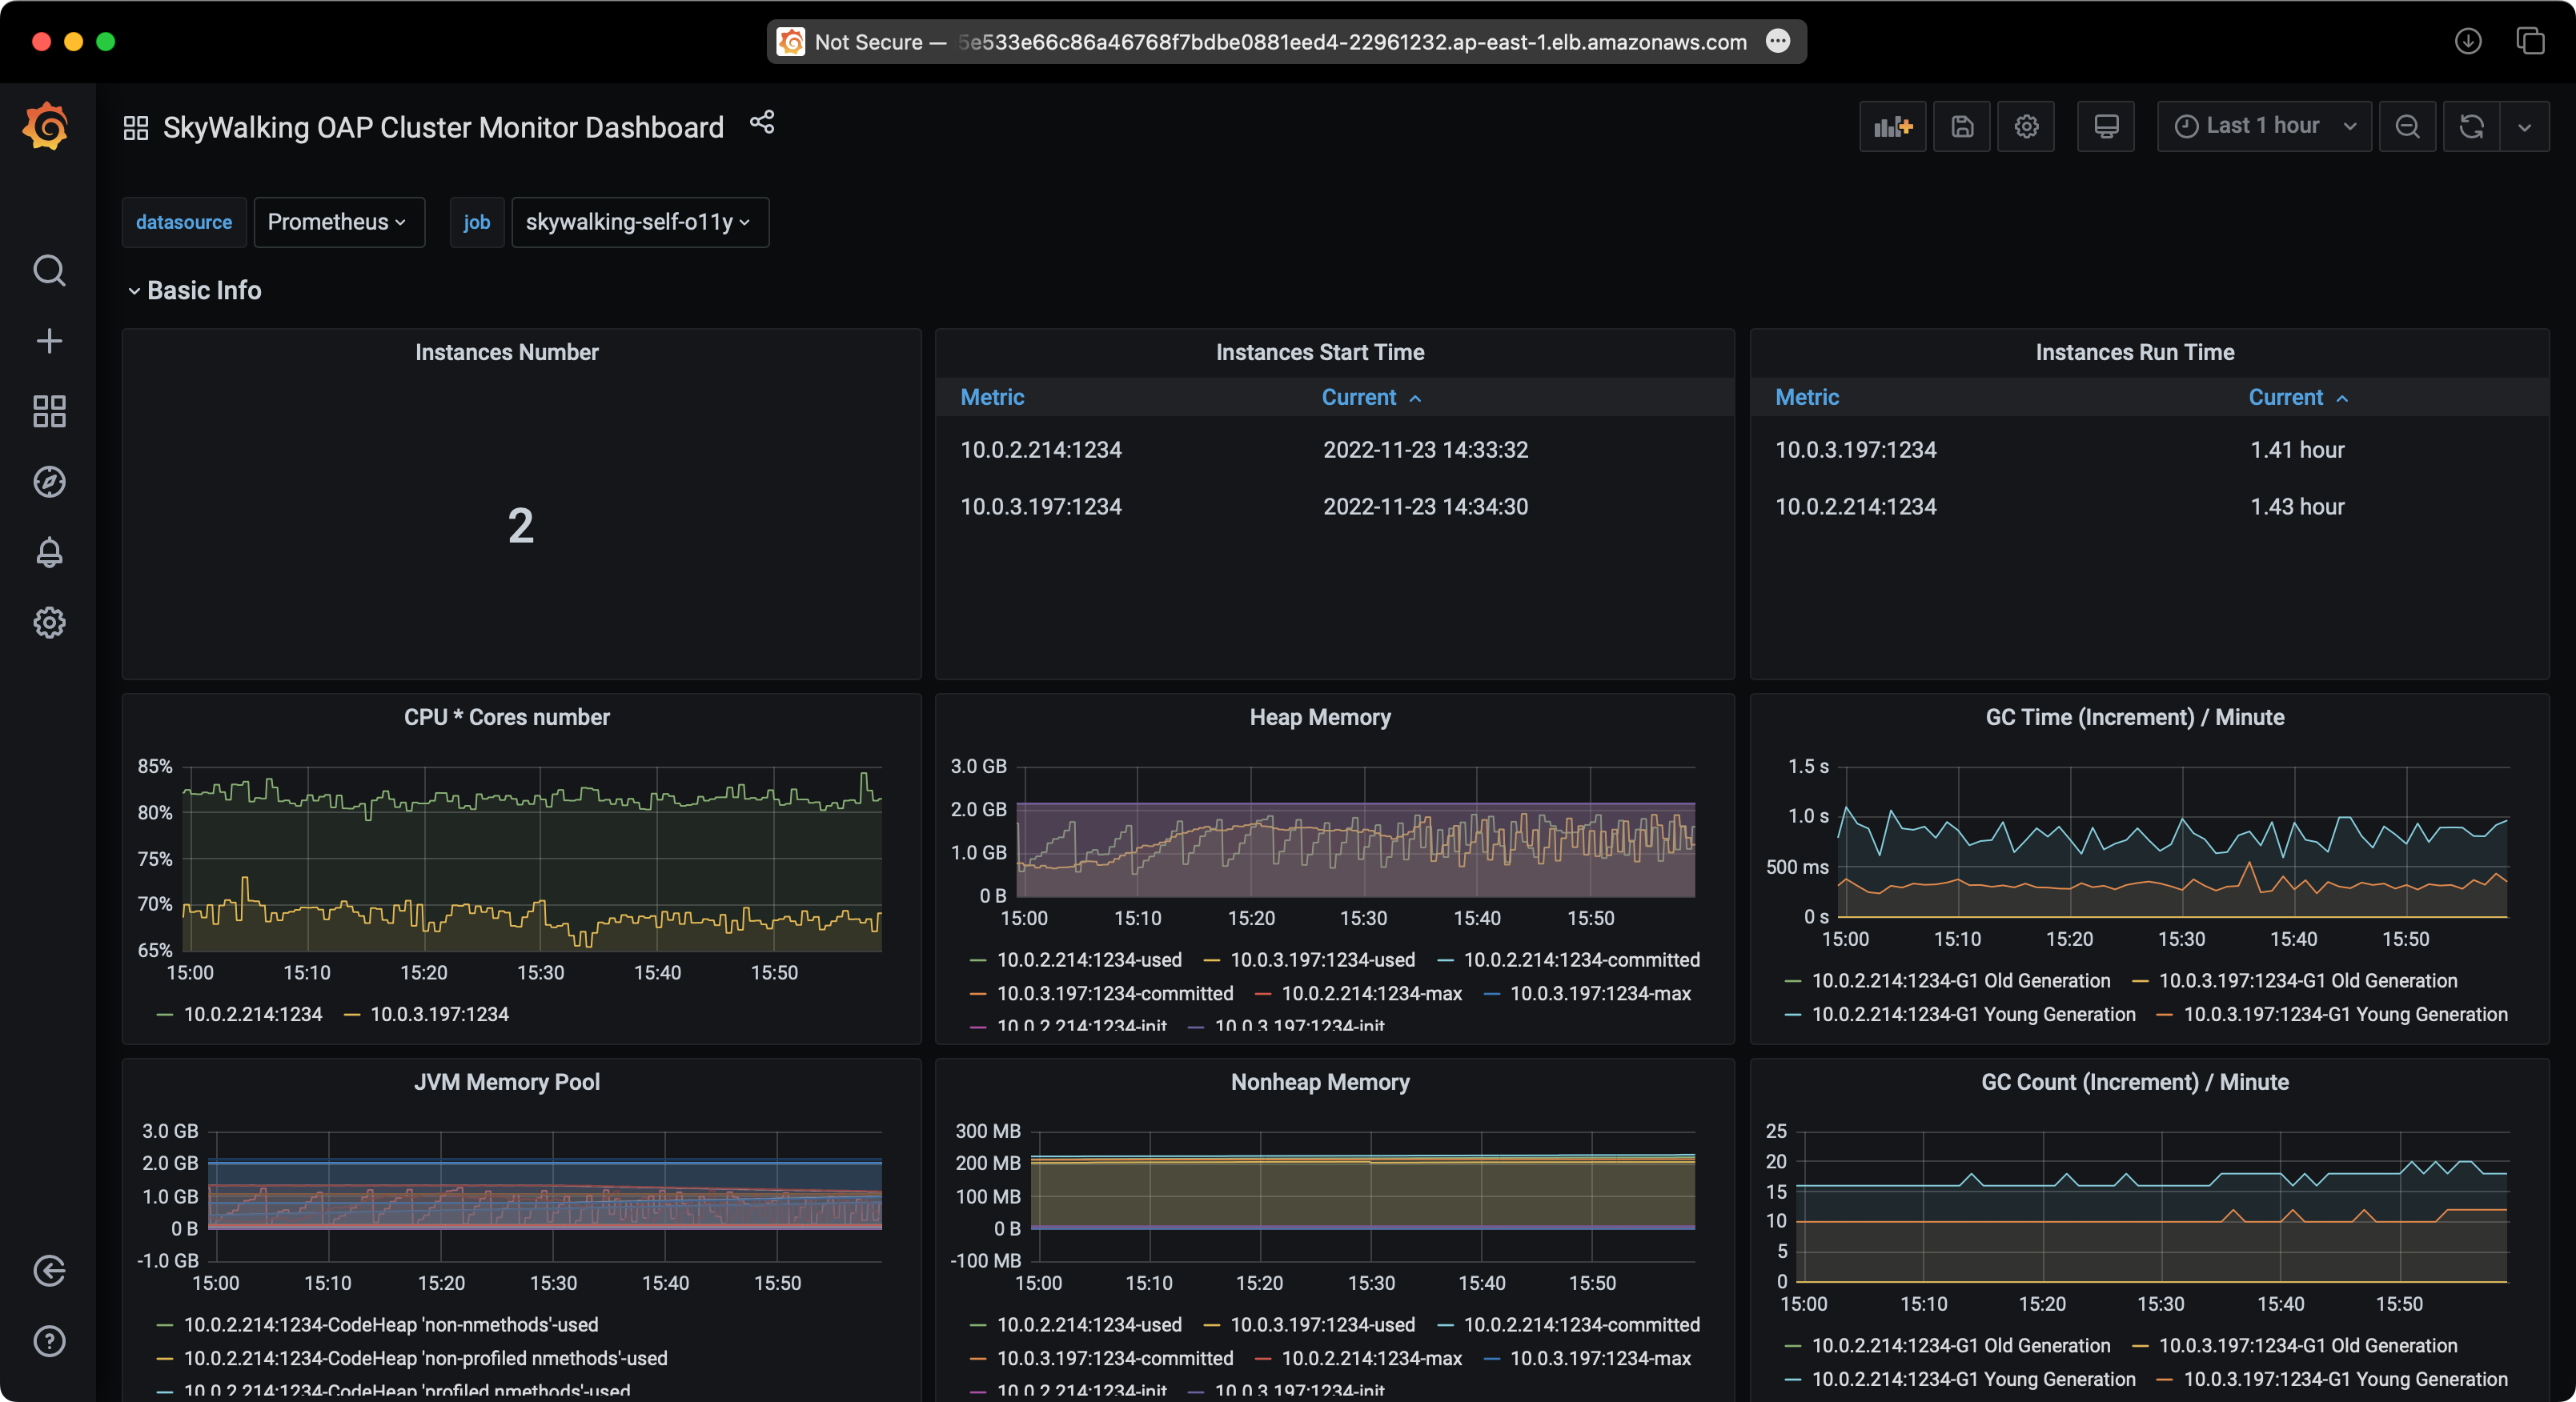 Not Secure — 5e533e66c86a46768f7bdbe0881eed4-22961232.ap-east-1.elb.amazonaws.com
SkyWalking OAP Cluster Monitor Dashboard
Last 1 hour
datasource Prometheus job skywalking-self-o11y
Basic Info
Instances Number
2
Instances Start Time
Metric Current
10.0.2.214:1234 2022-11-23 14:33:32
10.0.3.197:1234 2022-11-23 14:34:30
Instances Run Time
Metric Current
10.0.3.197:1234 1.41 hour
10.0.2.214:1234 1.43 hour
CPU * Cores number
85%
80%
75%
70%
65%
15:00 15:10 15:20 15:30 15:40 15:50
10.0.2.214:1234 10.0.3.197:1234
Heap Memory
3.0 GB
2.0 GB
1.0 GB
0 B
15:00 15:10 15:20 15:30 15:40 15:50
10.0.2.214:1234-used 10.0.3.197:1234-used 10.0.2.214:1234-committed
10.0.3.197:1234-committed 10.0.2.214:1234-max 10.0.3.197:1234-max
10.0.2.214:1234-init 10.0.3.197:1234-init
GC Time (Increment) / Minute
1.5 s
1.0 s
500 ms
0 s
15:00 15:10 15:20 15:30 15:40 15:50
10.0.2.214:1234-G1 Old Generation 10.0.3.197:1234-G1 Old Generation
10.0.2.214:1234-G1 Young Generation 10.0.3.197:1234-G1 Young Generation
JVM Memory Pool
3.0 GB
2.0 GB
1.0 GB
0 B
-1.0 GB
15:00 15:10 15:20 15:30 15:40 15:50
10.0.2.214:1234-CodeHeap 'non-nmethods'-used
10.0.2.214:1234-CodeHeap 'non-profiled nmethods'-used
10.0.2.214:1234-CodeHeap 'profiled nmethods'-used
Nonheap Memory
300 MB
200 MB
100 MB
0 B
-100 MB
15:00 15:10 15:20 15:30 15:40 15:50
10.0.2.214:1234-used 10.0.3.197:1234-used 10.0.2.214:1234-committed
10.0.3.197:1234-committed 10.0.2.214:1234-max 10.0.3.197:1234-max
10.0.2.214:1234-init 10.0.3.197:1234-init
GC Count (Increment) / Minute
25
20
15
10
5
0
15:00 15:10 15:20 15:30 15:40 15:50
10.0.2.214:1234-G1 Old Generation 10.0.3.197:1234-G1 Old Generation
10.0.2.214:1234-G1 Young Generation 10.0.3.197:1234-G1 Young Generation